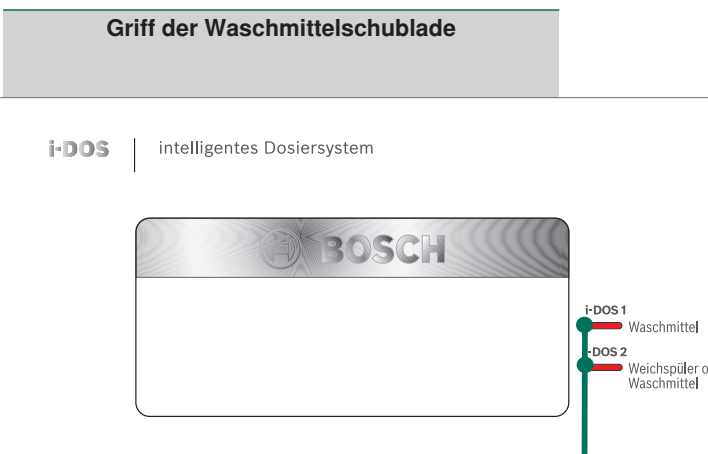 Griff der Waschmittelschublade
i-DOS | intelligentes Dosiersystem
BOSCH
i-DOS 1
Waschmittel
-DOS 2
Weichspüler o
Waschmittel